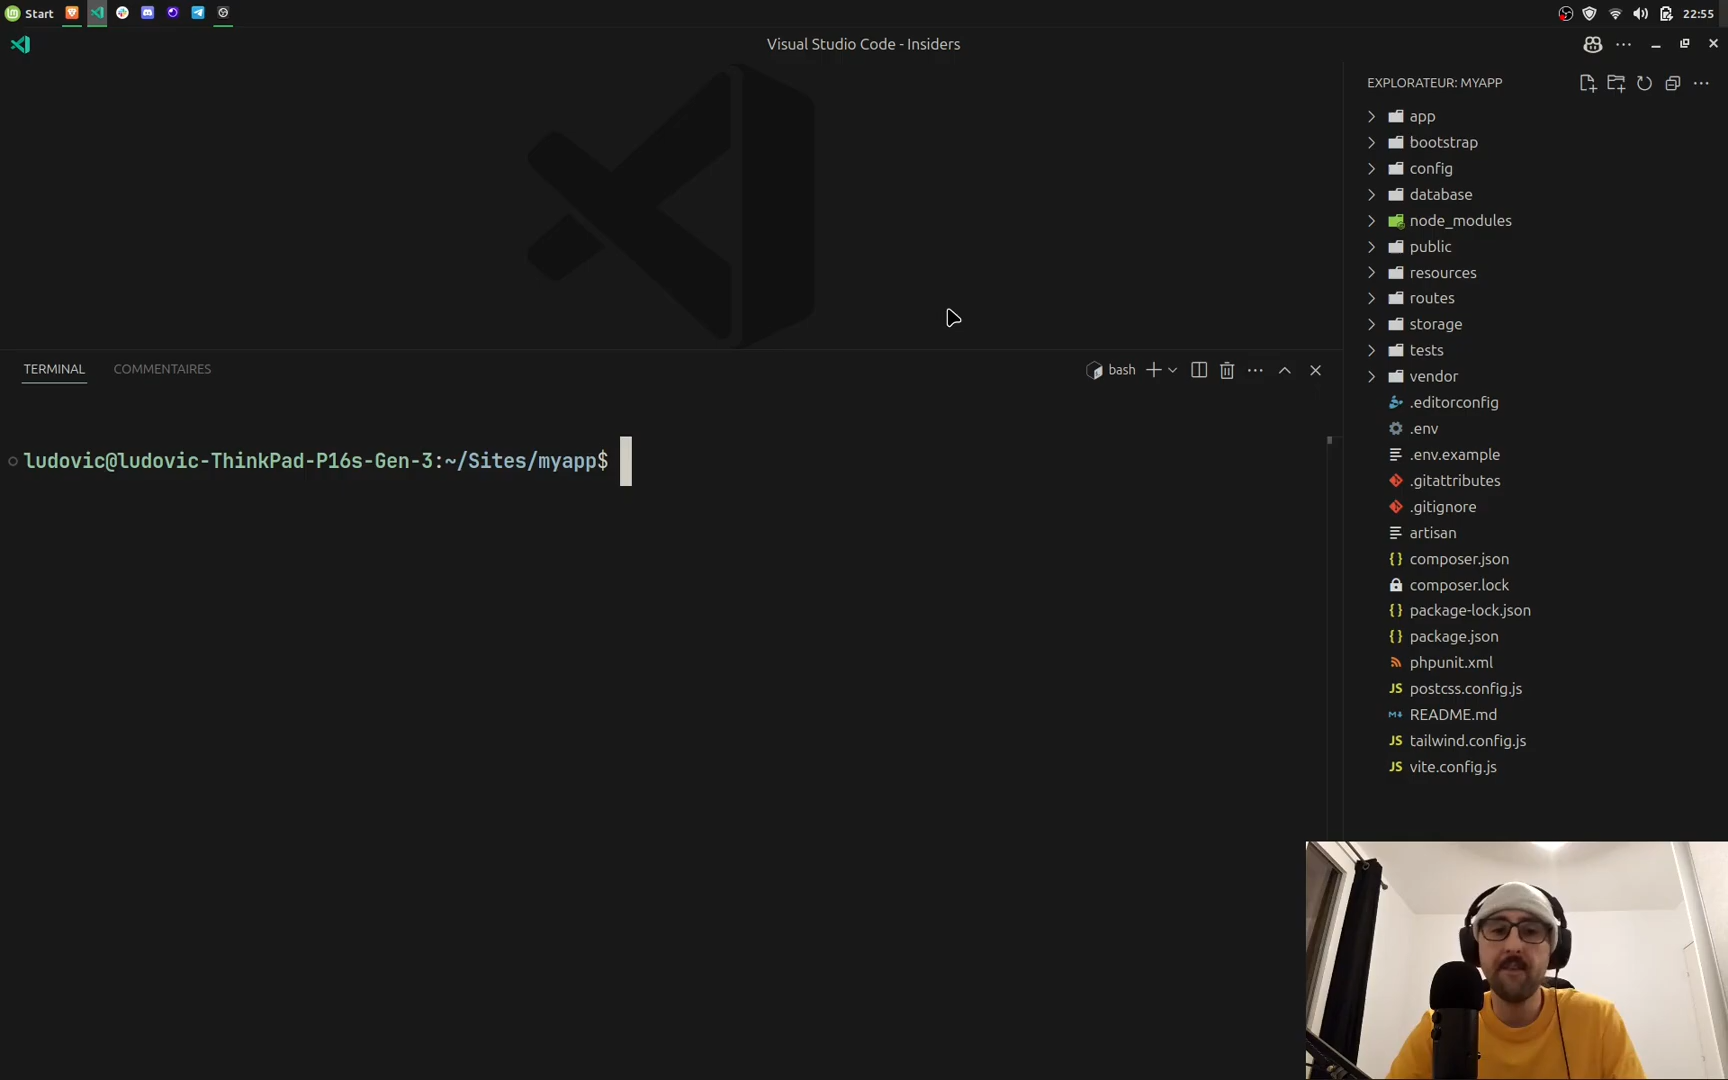 Start
22:55
Visual Studio Code - Insiders
EXPLORATEUR: MYAPP
app
bootstrap
config
database
node_modules
public
resources
routes
storage
tests
vendor
.editorconfig
.env
.env.example
.gitattributes
.gitignore
artisan
{} composer.json
composer.lock
{} package-lock.json
{} package.json
phpunit.xml
JS postcss.config.js
README.md
JS tailwind.config.js
JS vite.config.js
TERMINAL COMMENTAIRES
bash
ludovic@ludovic-ThinkPad-P16s-Gen-3:~/Sites/myapp$